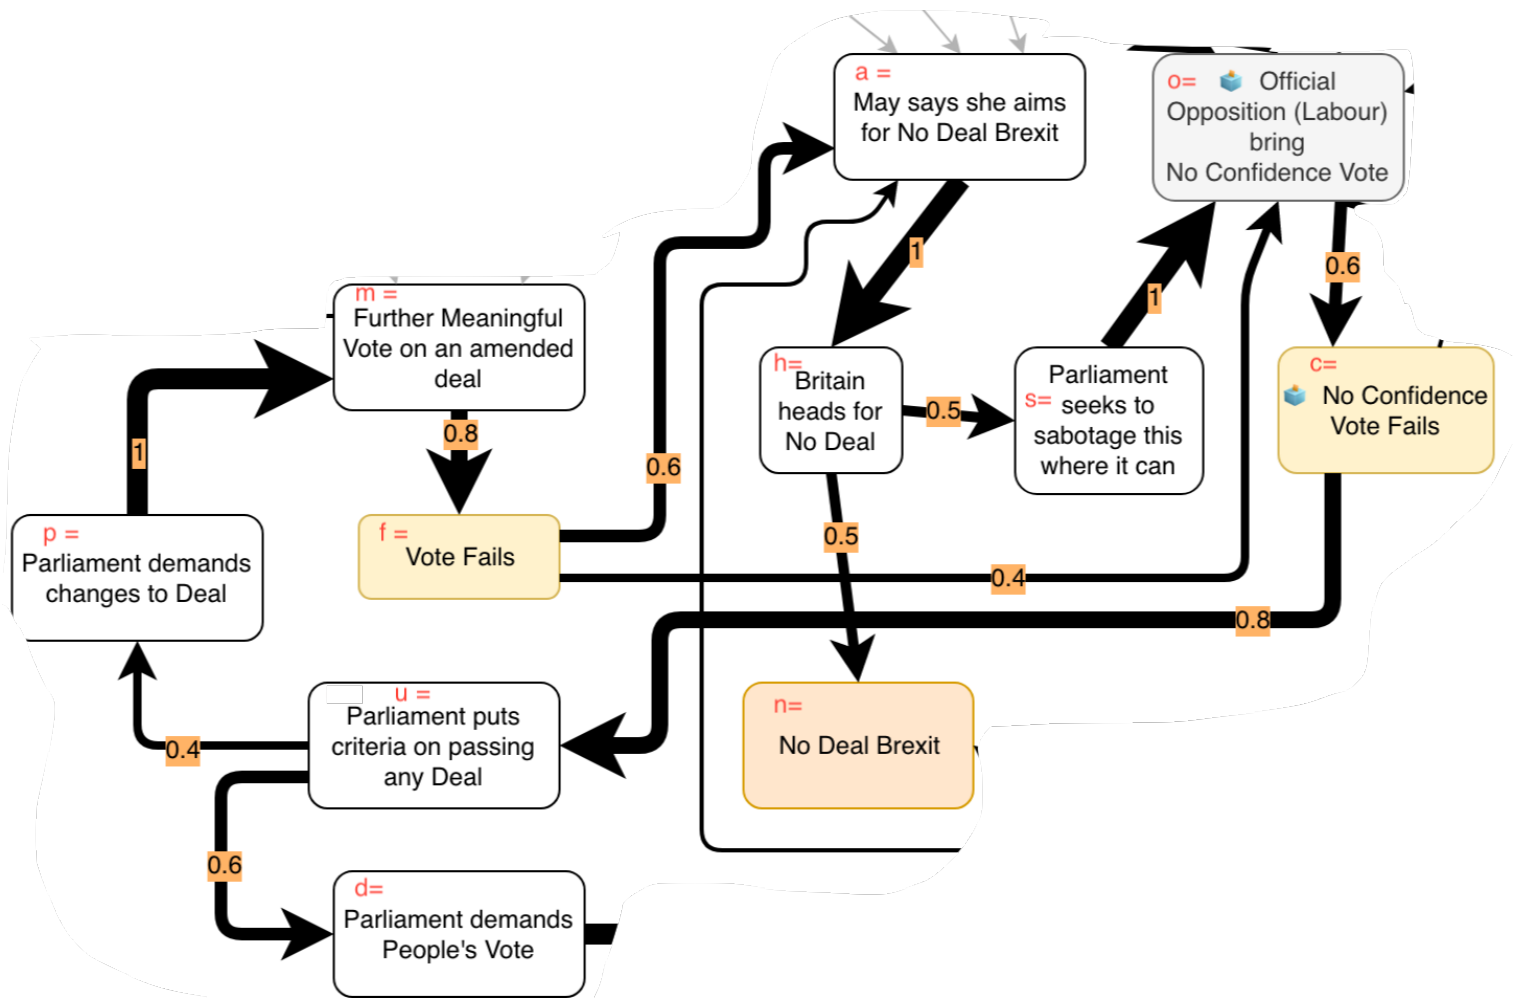 a =
May says she aims
for No Deal Brexit
o= Official
Opposition (Labour)
bring
No Confidence Vote
1
0.6
m =
Further Meaningful
Vote on an amended
deal
1
h=
Britain
heads for
No Deal
0.5
Parliament
s= seeks to
sabotage this
where it can
c=
No Confidence
Vote Fails
0.8
1
0.6
p =
Parliament demands
changes to Deal
f =
Vote Fails
0.5
0.4
0.8
u =
Parliament puts
criteria on passing
any Deal
0.4
n=
No Deal Brexit
0.6
d=
Parliament demands
People's Vote